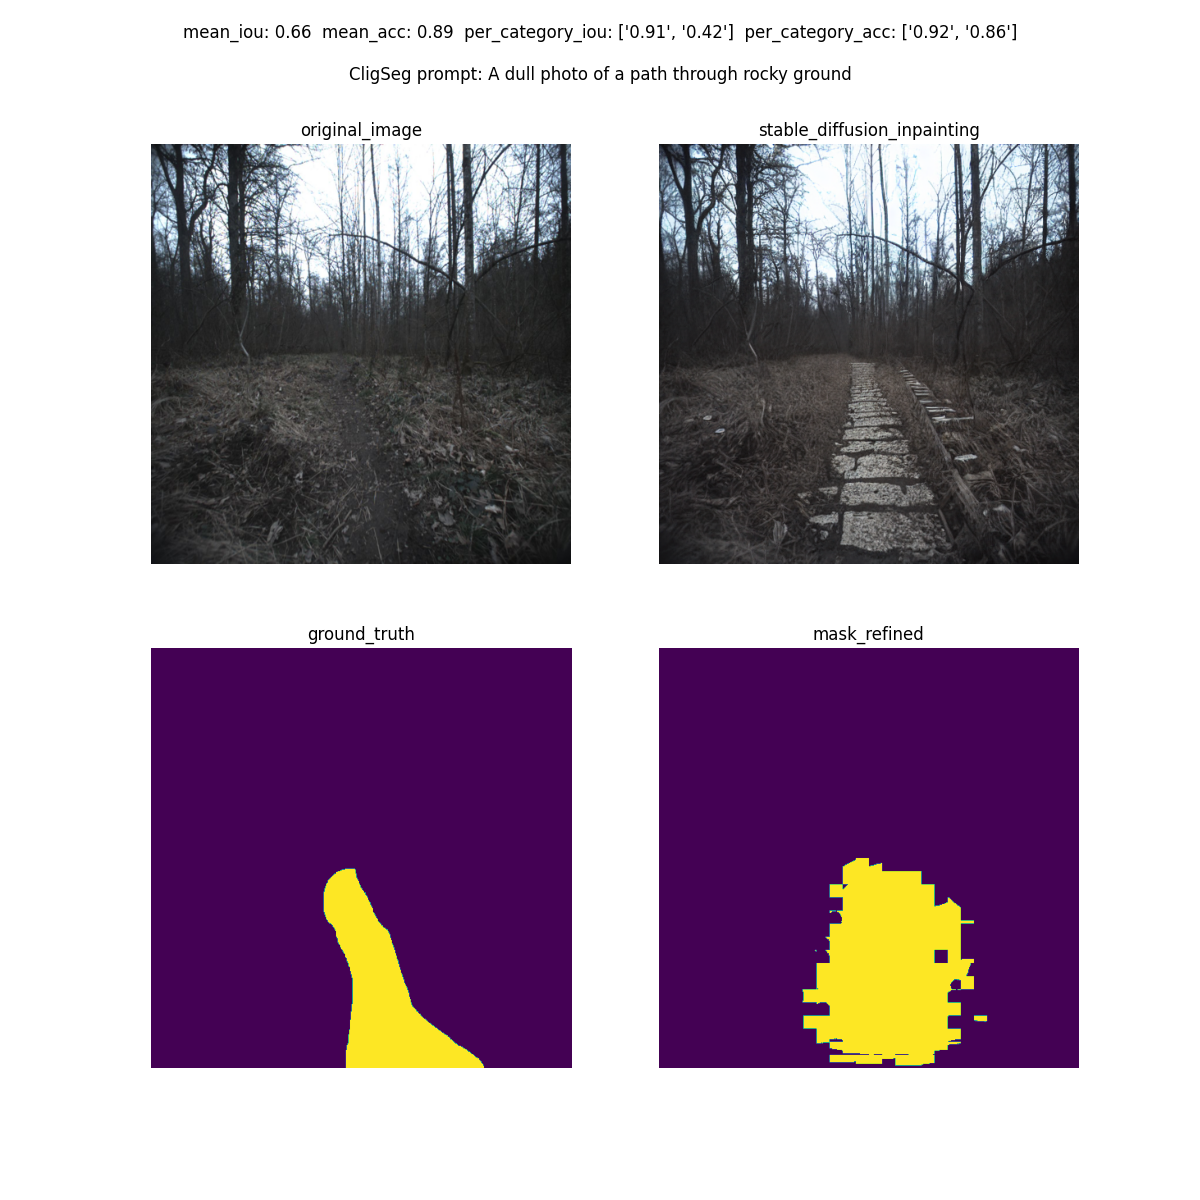 mean_iou: 0.66  mean_acc: 0.89  per_category_iou: ['0.91', '0.42']  per_category_acc: ['0.92', '0.86']
CligSeg prompt: A dull photo of a path through rocky ground
original_image
stable_diffusion_inpainting
ground_truth
mask_refined